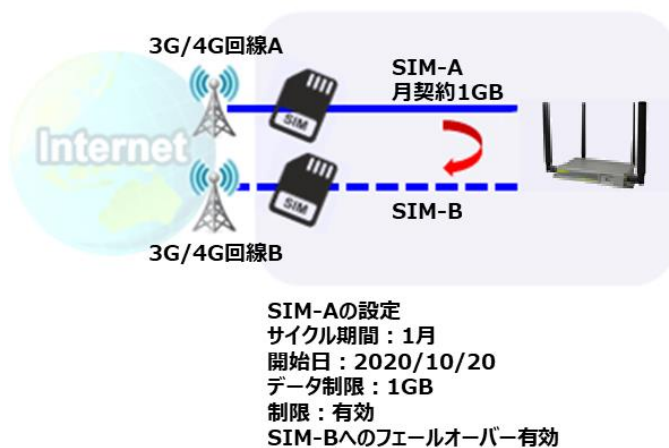 3G/4G回線A
SIM-A
月契約1GB
SIM
Internet
SIM
SIM-B
3G/4G回線B
SIM-Aの設定
サイクル期間：1月
開始日：2020/10/20
データ制限：1GB
制限：有効
SIM-Bへのフェールオーバー有効